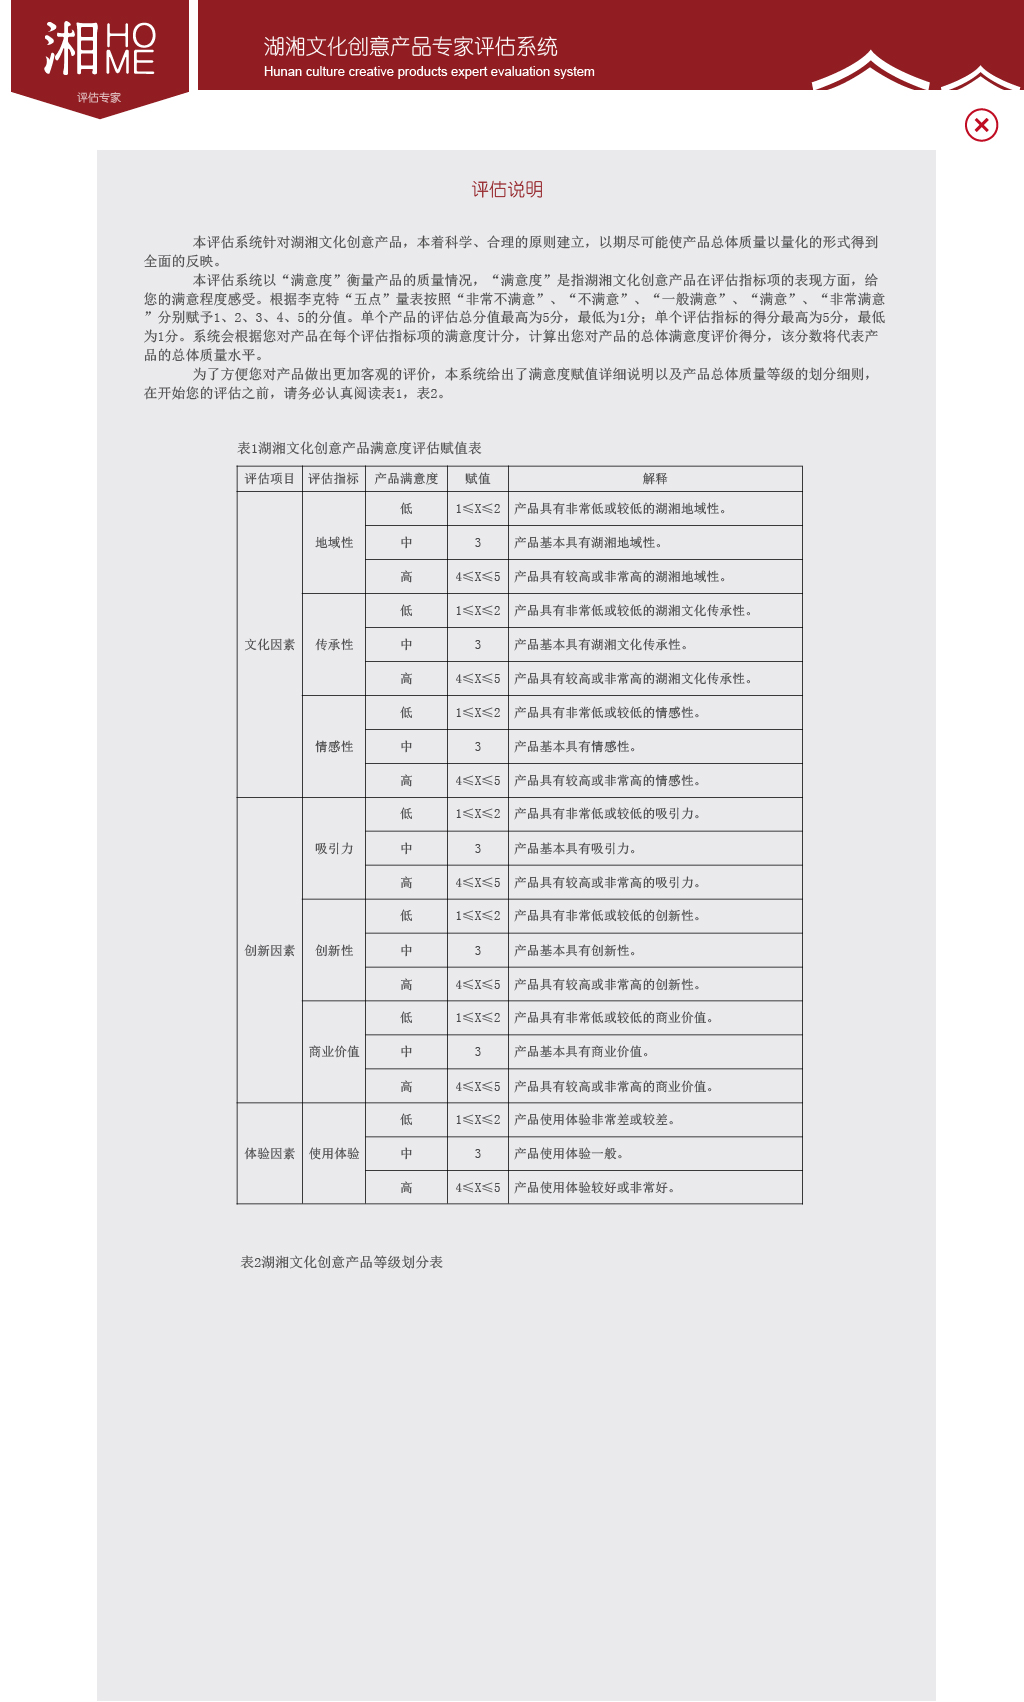 湘HOME
评估专家
湖湘文化创意产品专家评估系统
Hunan culture creative products expert evaluation system
评估说明
本评估系统针对湖湘文化创意产品，本着科学、合理的原则建立，以期尽可能使产品总体质量以量化的形式得到
全面的反映。
本评估系统以“满意度”衡量产品的质量情况，“满意度”是指湖湘文化创意产品在评估指标项的表现方面，给
您的满意程度感受。根据李克特“五点”量表按照“非常不满意”、“不满意”、“一般满意”、“满意”、“非常满意
”分别赋予1、2、3、4、5的分值。单个产品的评估总分值最高为5分，最低为1分；单个评估指标的得分最高为5分，最低
为1分。系统会根据您对产品在每个评估指标项的满意度计分，计算出您对产品的总体满意度评价得分，该分数将代表产
品的总体质量水平。
为了方便您对产品做出更加客观的评价，本系统给出了满意度赋值详细说明以及产品总体质量等级的划分细则，
在开始您的评估之前，请务必认真阅读表1，表2。
表1湖湘文化创意产品满意度评估赋值表
评估项目 评估指标 产品满意度 赋值 解释
低 1≤X≤2 产品具有非常低或较低的湖湘地域性。
地域性 中 3 产品基本具有湖湘地域性。
高 4≤X≤5 产品具有较高或非常高的湖湘地域性。
低 1≤X≤2 产品具有非常低或较低的湖湘文化传承性。
文化因素 传承性 中 3 产品基本具有湖湘文化传承性。
高 4≤X≤5 产品具有较高或非常高的湖湘文化传承性。
低 1≤X≤2 产品具有非常低或较低的情感性。
情感性 中 3 产品基本具有情感性。
高 4≤X≤5 产品具有较高或非常高的情感性。
低 1≤X≤2 产品具有非常低或较低的吸引力。
吸引力 中 3 产品基本具有吸引力。
高 4≤X≤5 产品具有较高或非常高的吸引力。
低 1≤X≤2 产品具有非常低或较低的创新性。
创新因素 创新性 中 3 产品基本具有创新性。
高 4≤X≤5 产品具有较高或非常高的创新性。
低 1≤X≤2 产品具有非常低或较低的商业价值。
商业价值 中 3 产品基本具有商业价值。
高 4≤X≤5 产品具有较高或非常高的商业价值。
低 1≤X≤2 产品使用体验非常差或较差。
体验因素 使用体验 中 3 产品使用体验一般。
高 4≤X≤5 产品使用体验较好或非常好。
表2湖湘文化创意产品等级划分表